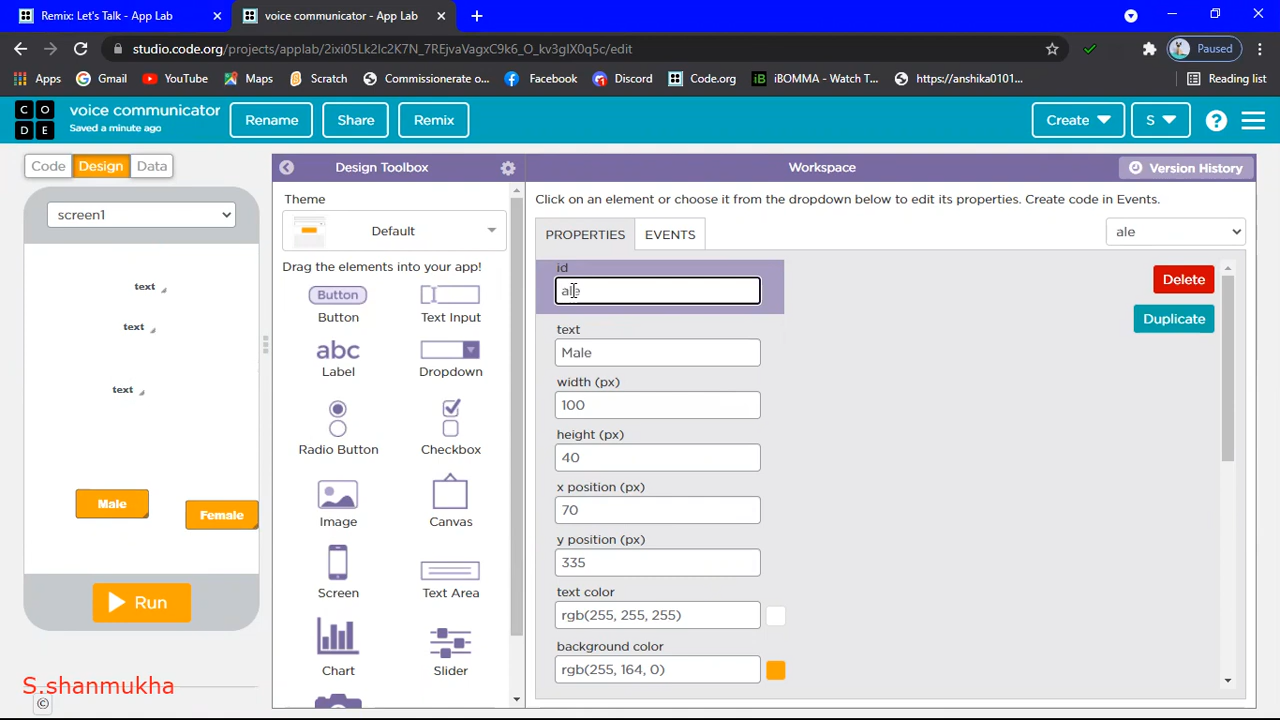 Remix: Let's Talk - App Lab
voice communicator - App Lab
studio.code.org/projects/applab/2ixi05Lk2Ic2K7N_7REjvaVagxC9k6_O_kv3glX0q5c/edit
Paused
Apps
Gmail
YouTube
Maps
Scratch
Commissionerate o...
Facebook
Discord
Code.org
iBOMMA - Watch T...
https://anshika0101...
Reading list
CODE
voice communicator
Saved a minute ago
Rename
Share
Remix
Create
S
?
Code
Design
Data
Design Toolbox
Workspace
Version History
screen1
Theme
Default
Drag the elements into your app!
Button
Button
Text Input
abc
Label
Dropdown
Radio Button
Checkbox
Image
Canvas
Screen
Text Area
Chart
Slider
Click on an element or choose it from the dropdown below to edit its properties. Create code in Events.
PROPERTIES
EVENTS
ale
id
ale
Delete
text
Male
Duplicate
width (px)
100
height (px)
40
x position (px)
70
y position (px)
335
text color
rgb(255, 255, 255)
background color
rgb(255, 164, 0)
text
text
text
Male
Female
Run
S.shanmukha
©